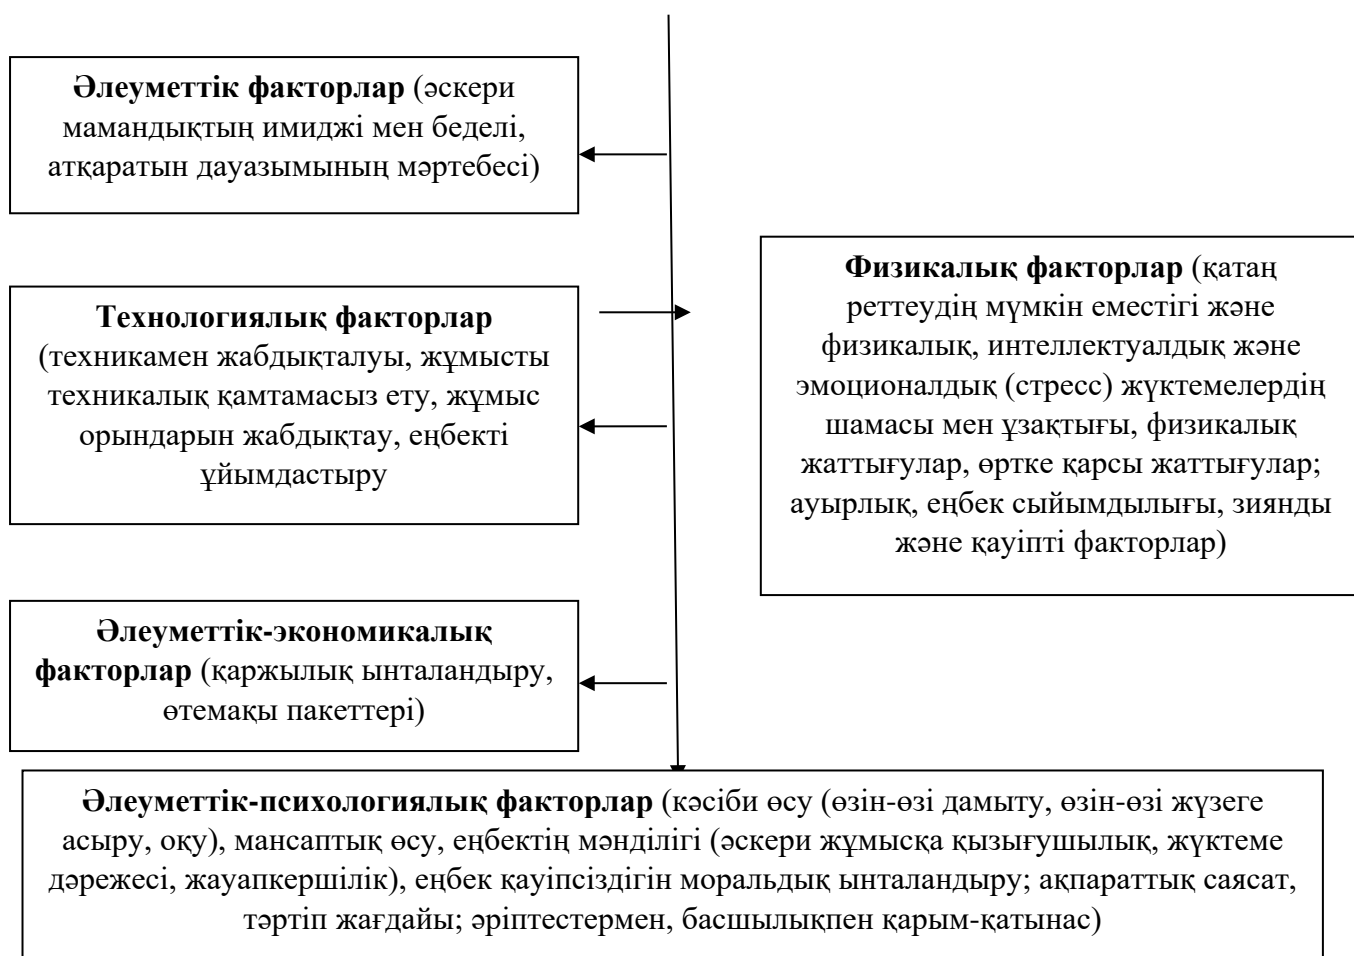 Әлеуметтік факторлар (әскери
мамандықтың имиджі мен беделі,
атқаратын дауазымының мәртебесі)
Физикалық факторлар (қатаң
реттеудің мүмкін еместігі және
физикалық, интеллектуалдық және
эмоционалдық (стресс) жүктемелердің
шамасы мен ұзақтығы, физикалық
жаттығулар, өртке қарсы жаттығулар;
ауырлық, еңбек сыйымдылығы, зиянды
және қауіпті факторлар)
Технологиялық факторлар
(техникамен жабдықталуы, жұмысты
техникалық қамтамасыз ету, жұмыс
орындарын жабдықтау, еңбекті
ұйымдастыру
Әлеуметтік-экономикалық
факторлар (қаржылық ынталандыру,
өтемақы пакеттері)
Әлеуметтік-психологиялық факторлар (кәсіби өсу (өзін-өзі дамыту, өзін-өзі жүзеге
асыру, оқу), мансаптық өсу, еңбектің мәнділігі (әскери жұмысқа қызығушылық, жүктеме
дәрежесі, жауапкершілік), еңбек қауіпсіздігін моральдық ынталандыру; ақпараттық саясат,
тәртіп жағдайы; әріптестермен, басшылықпен қарым-қатынас)